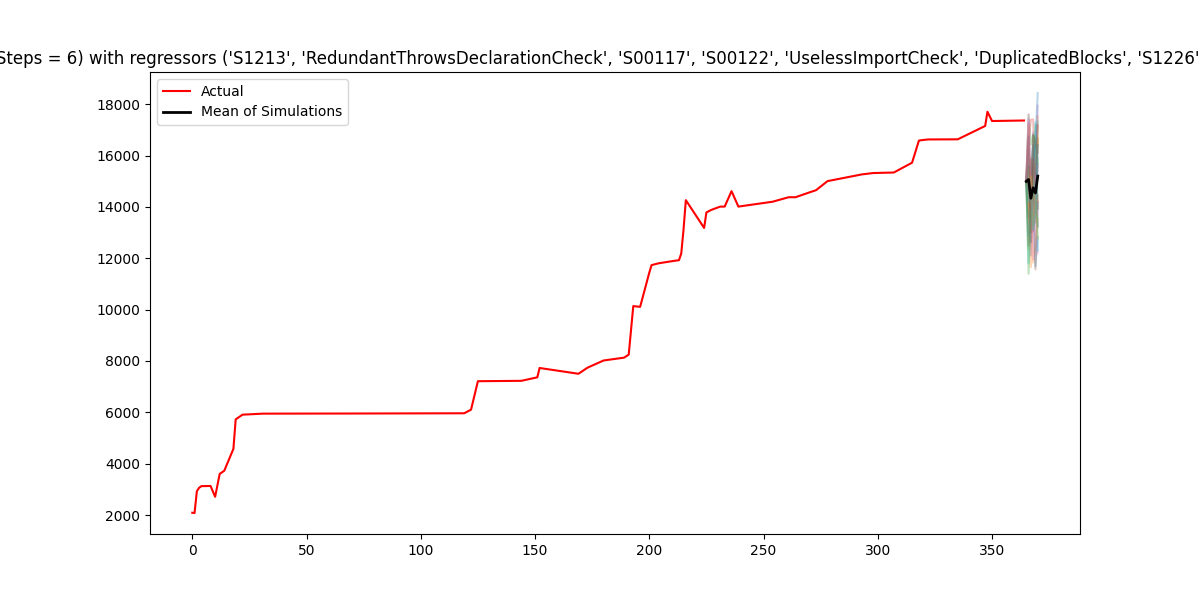 Steps = 6) with regressors ('S1213', 'RedundantThrowsDeclarationCheck', 'S00117', 'S00122', 'UselessImportCheck', 'DuplicatedBlocks', 'S1226'
Actual
Mean of Simulations
18000
16000
14000
12000
10000
8000
6000
4000
2000
0 50 100 150 200 250 300 350